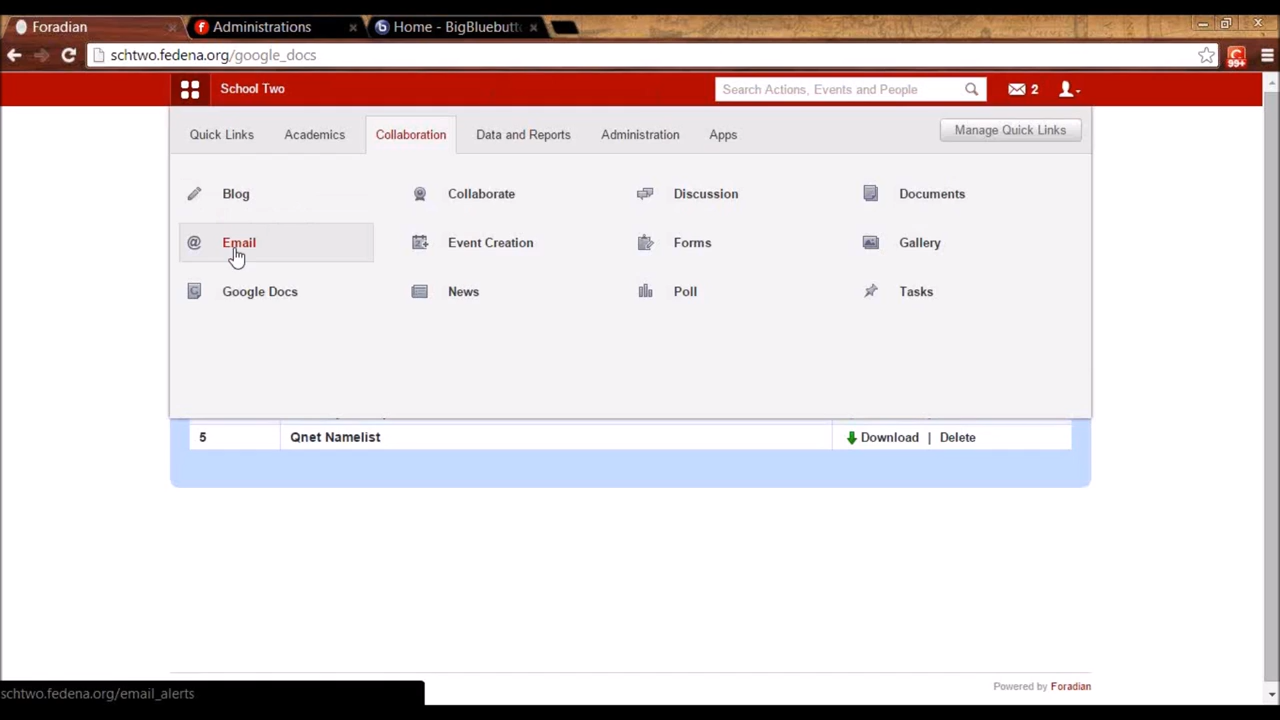 Foradian
Administrations
Home - BigBlueButt
schtwo.fedena.org/google_docs
99+
School Two
Search Actions, Events and People
2
Quick Links Academics Collaboration Data and Reports Administration Apps
Manage Quick Links
Blog Collaborate Discussion Documents
@ Email Event Creation Forms Gallery
Google Docs News Poll Tasks
5 Qnet Namelist Download | Delete
Powered by Foradian
schtwo.fedena.org/email_alerts